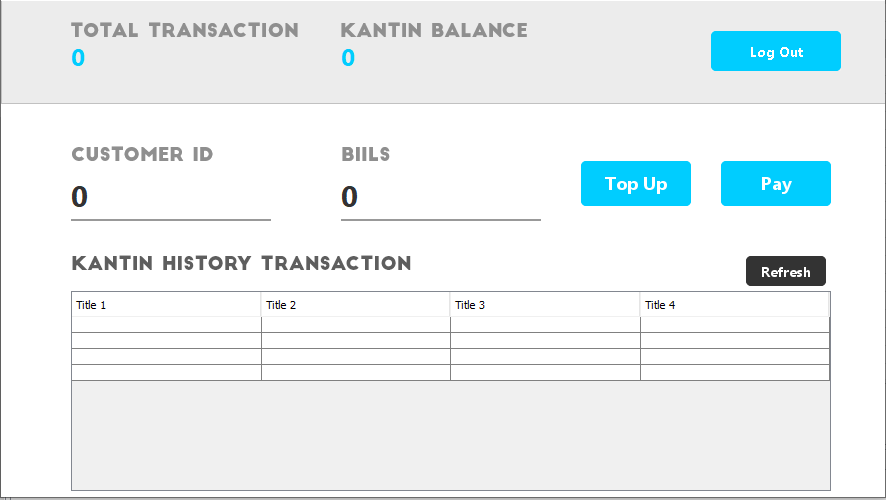 TOTAL TRANSACTION
0
KANTIN BALANCE
0
Log Out
CUSTOMER ID
0
BIILS
0
Top Up
Pay
KANTIN HISTORY TRANSACTION
Refresh
Title 1 Title 2 Title 3 Title 4